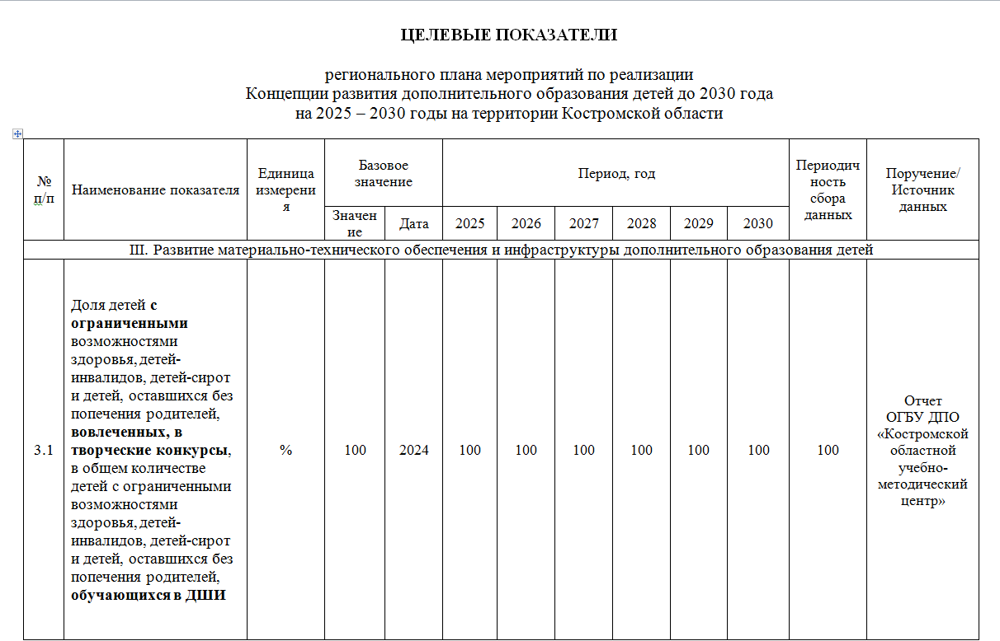 ЦЕЛЕВЫЕ ПОКАЗАТЕЛИ
регионального плана мероприятий по реализации
Концепции развития дополнительного образования детей до 2030 года
на 2025 – 2030 годы на территории Костромской области
№
п/п
Наименование показателя
Единица
измерени
я
Базовое
значение
Период, год
Периодич
ность
сбора
данных
Поручение/
Источник
данных
Значен
ие
Дата
2025
2026
2027
2028
2029
2030
III. Развитие материально-технического обеспечения и инфраструктуры дополнительного образования детей
3.1
Доля детей с
ограниченными
возможностями
здоровья, детей-
инвалидов, детей-сирот
и детей, оставшихся без
попечения родителей,
вовлеченных, в
творческие конкурсы,
в общем количестве
детей с ограниченными
возможностями
здоровья, детей-
инвалидов, детей-сирот
и детей, оставшихся без
попечения родителей,
обучающихся в ДШИ
%
100
2024
100
100
100
100
100
100
100
Отчет
ОГБУ ДПО
«Костромской
областной
учебно-
методический
центр»